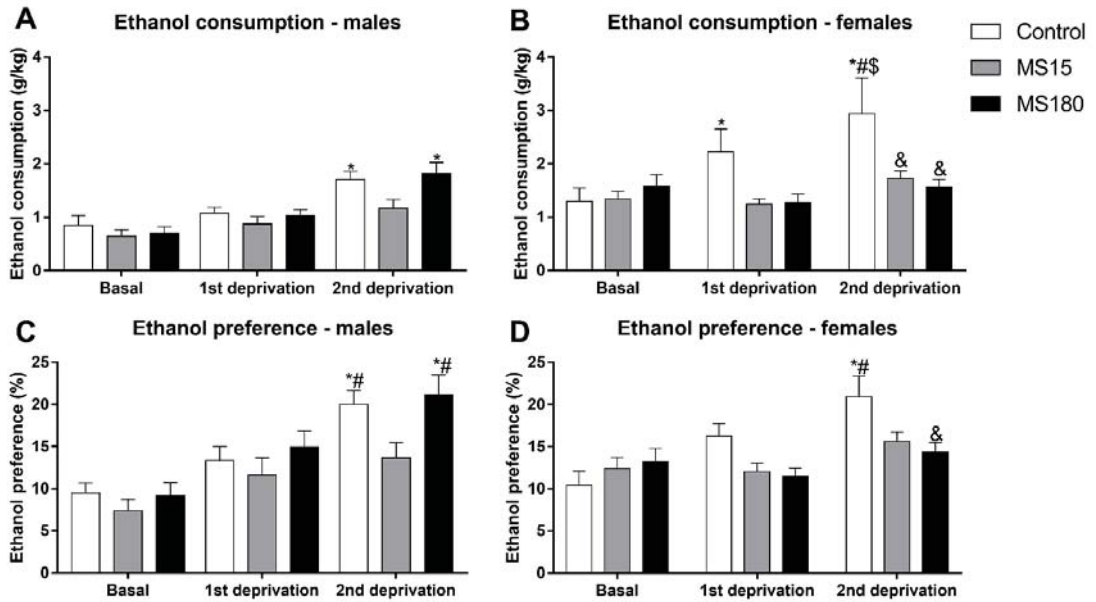 A
Ethanol consumption - males
Ethanol consumption (g/kg)
4
3
2
1
0
*
*
Basal
1st deprivation
2nd deprivation
B
Ethanol consumption - females
Ethanol consumption (g/kg)
4
3
2
1
0
*
*#$
&
&
Basal
1st deprivation
2nd deprivation
Control
MS15
MS180
C
Ethanol preference - males
Ethanol preference (%)
25
20
15
10
5
0
*#
*#
Basal
1st deprivation
2nd deprivation
D
Ethanol preference - females
Ethanol preference (%)
25
20
15
10
5
0
*#
&
Basal
1st deprivation
2nd deprivation